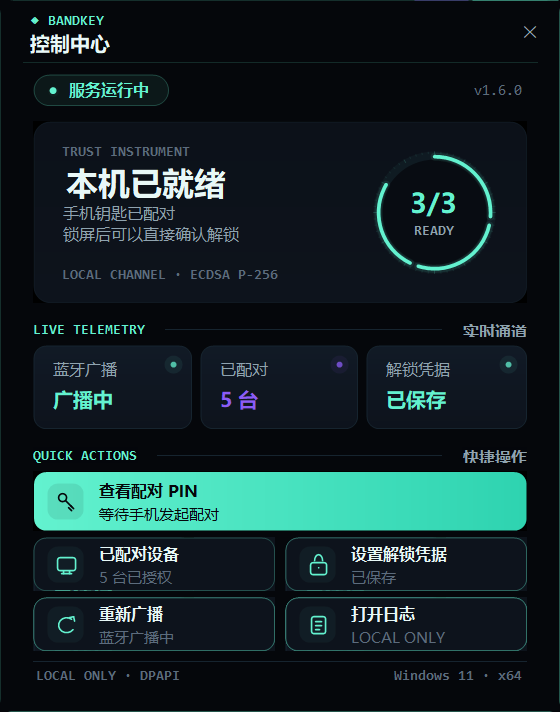 BANDKEY
控制中心
服务运行中
v1.6.0
TRUST INSTRUMENT
本机已就绪
手机钥匙已配对
锁屏后可以直接确认解锁
3/3
READY
LOCAL CHANNEL · ECDSA P-256
LIVE TELEMETRY
实时通道
蓝牙广播
广播中
已配对
5 台
解锁凭据
已保存
QUICK ACTIONS
快捷操作
查看配对 PIN
等待手机发起配对
已配对设备
5 台已授权
设置解锁凭据
已保存
重新广播
蓝牙广播中
打开日志
LOCAL ONLY
LOCAL ONLY · DPAPI
Windows 11 · x64